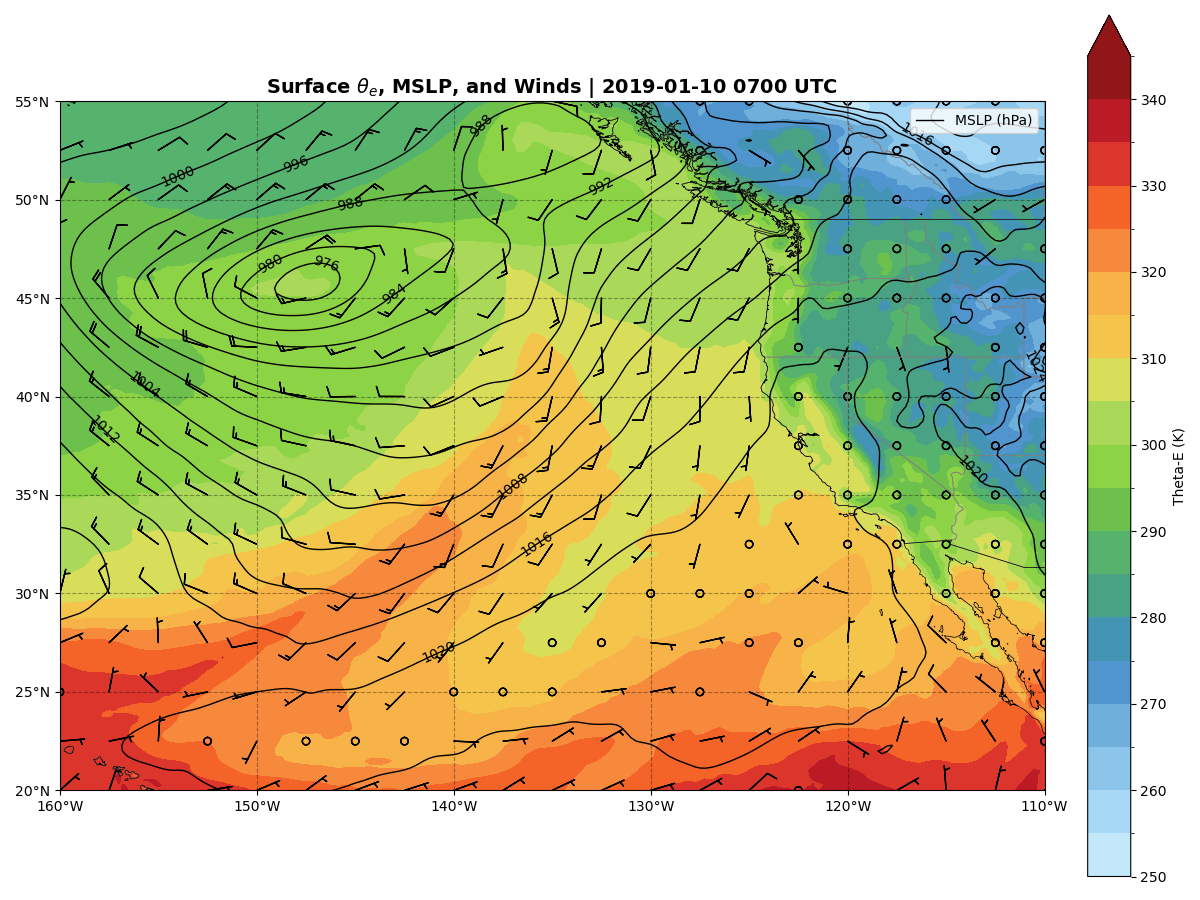 Surface θe, MSLP, and Winds | 2019-01-10 0700 UTC
MSLP (hPa)
55°N
50°N
45°N
40°N
35°N
30°N
25°N
20°N
160°W
150°W
140°W
130°W
120°W
110°W
988
1016
996
1000
992
988
980
976
984
1004
1024
1012
1020
1008
1016
1020
340
330
320
310
300
290
280
270
260
250
Theta-E (K)